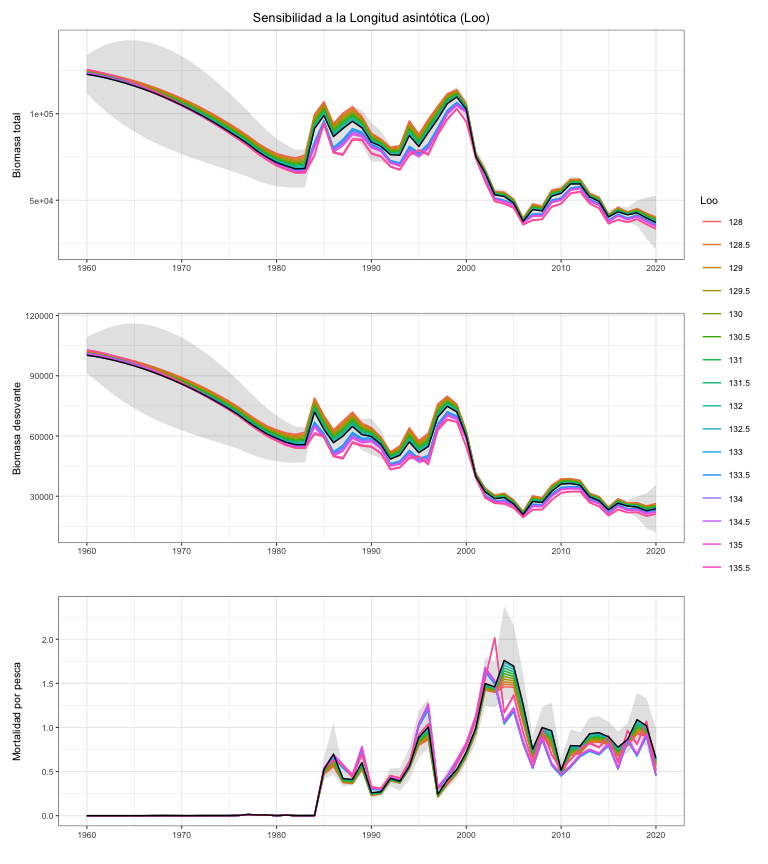 Sensibilidad a la Longitud asintótica (Loo)
Biomasa total
1e+05
5e+04
1960 1970 1980 1990 2000 2010 2020
Biomasa desovante
120000
90000
60000
30000
1960 1970 1980 1990 2000 2010 2020
Mortalidad por pesca
2.0
1.5
1.0
0.5
0.0
1960 1970 1980 1990 2000 2010 2020
Loo
128
128.5
129
129.5
130
130.5
131
131.5
132
132.5
133
133.5
134
134.5
135
135.5